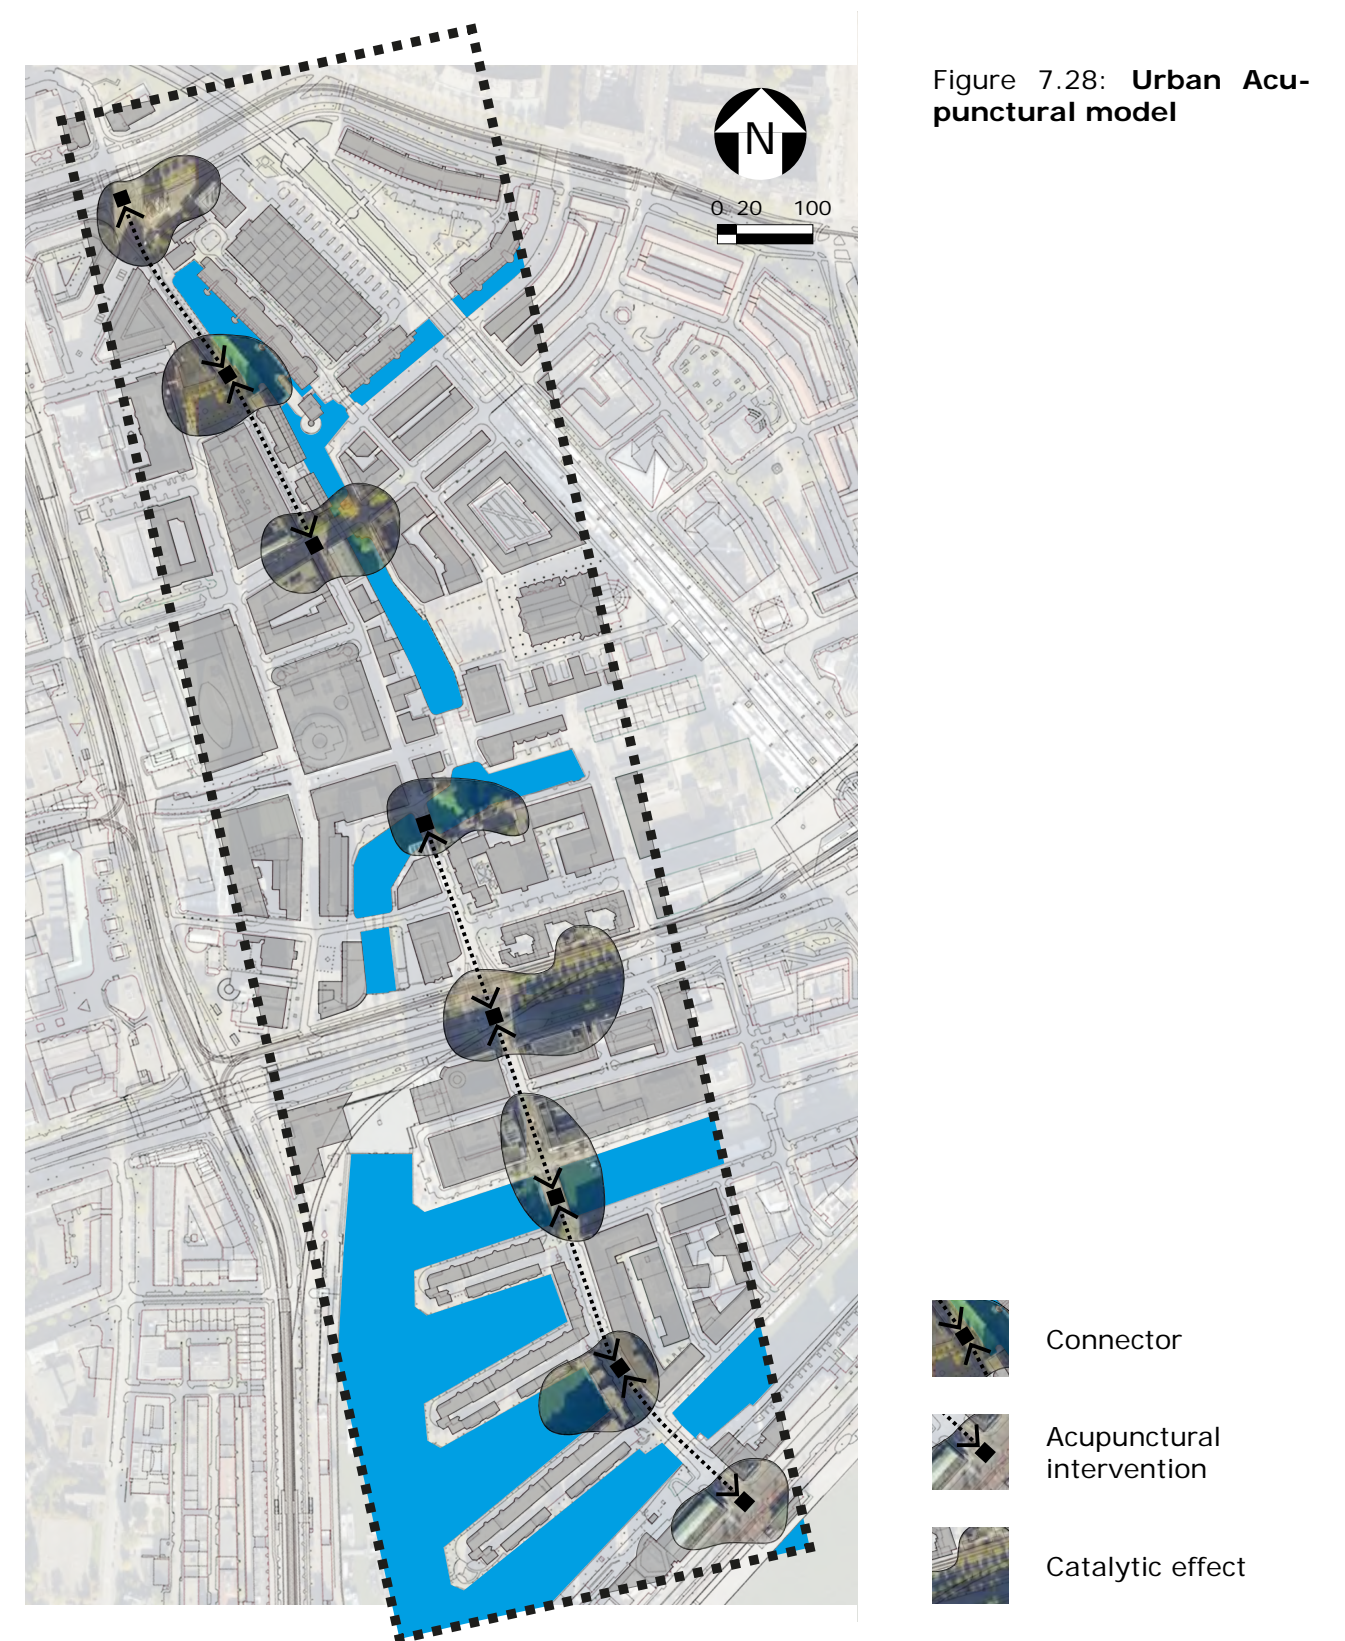 Figure 7.28: Urban Acu-
punctural model
N
0 20 100
Connector
Acupunctural
intervention
Catalytic effect